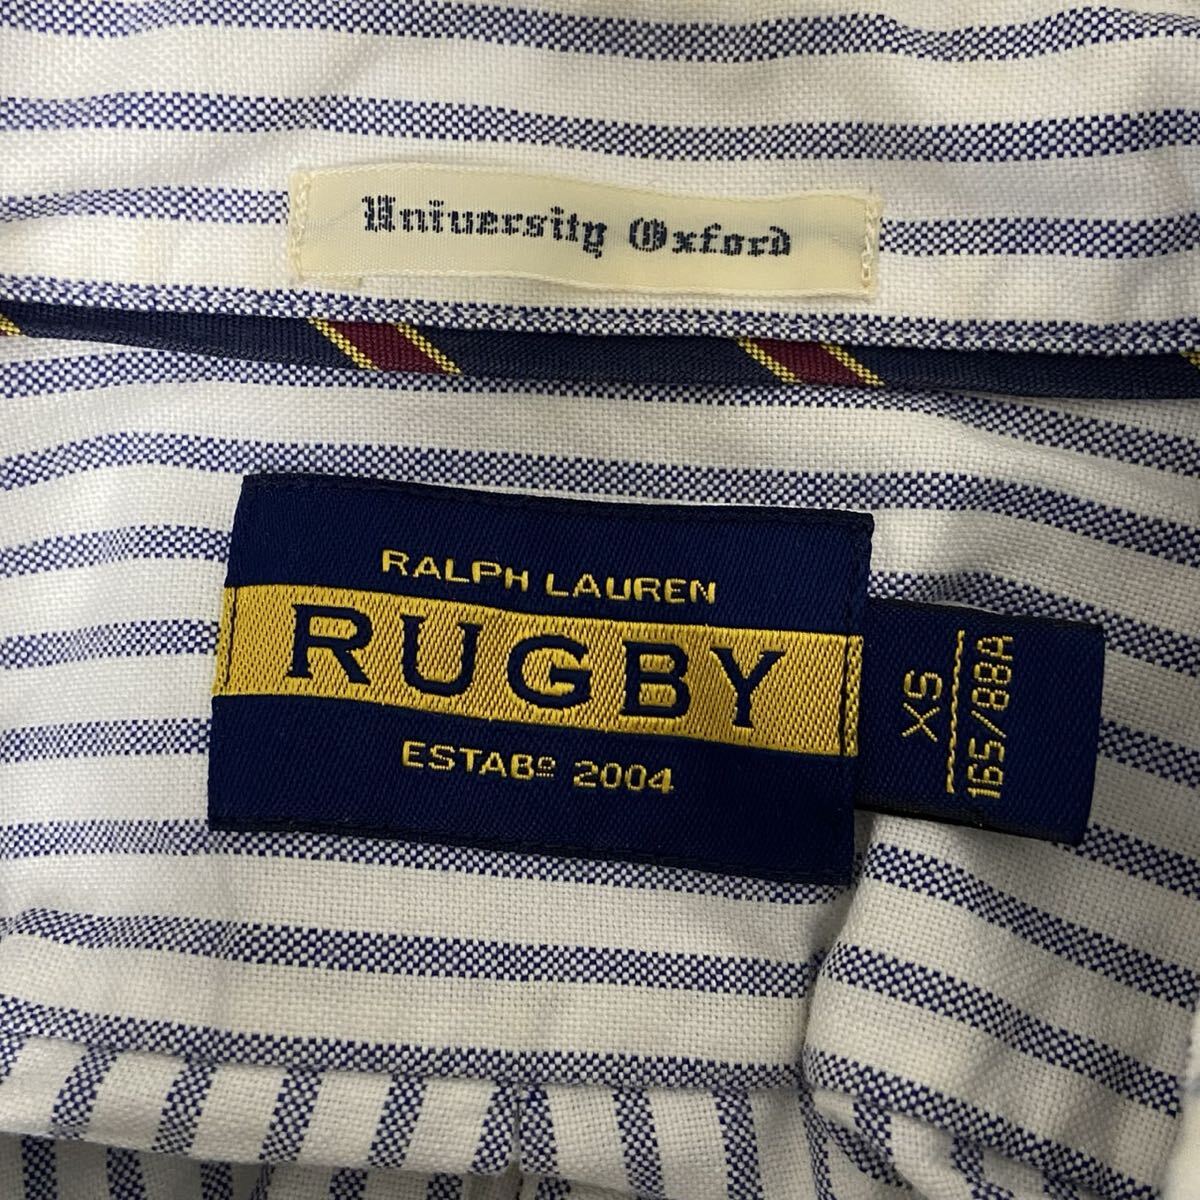 University Oxford
RALPH LAUREN
RUGBY
ESTABº 2004
XS
165/88A